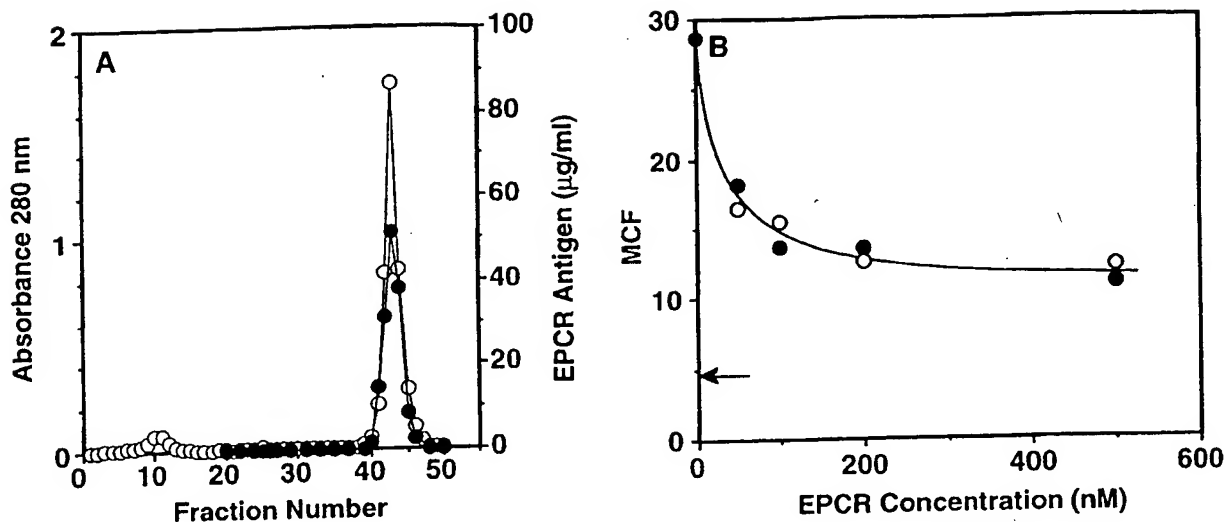 A
Absorbance 280 nm
2
1
0
100
80
60
40
20
0
EPCR Antigen (µg/ml)
0 10 20 30 40 50
Fraction Number
B
MCF
30
20
10
0
0 200 400 600
EPCR Concentration (nM)